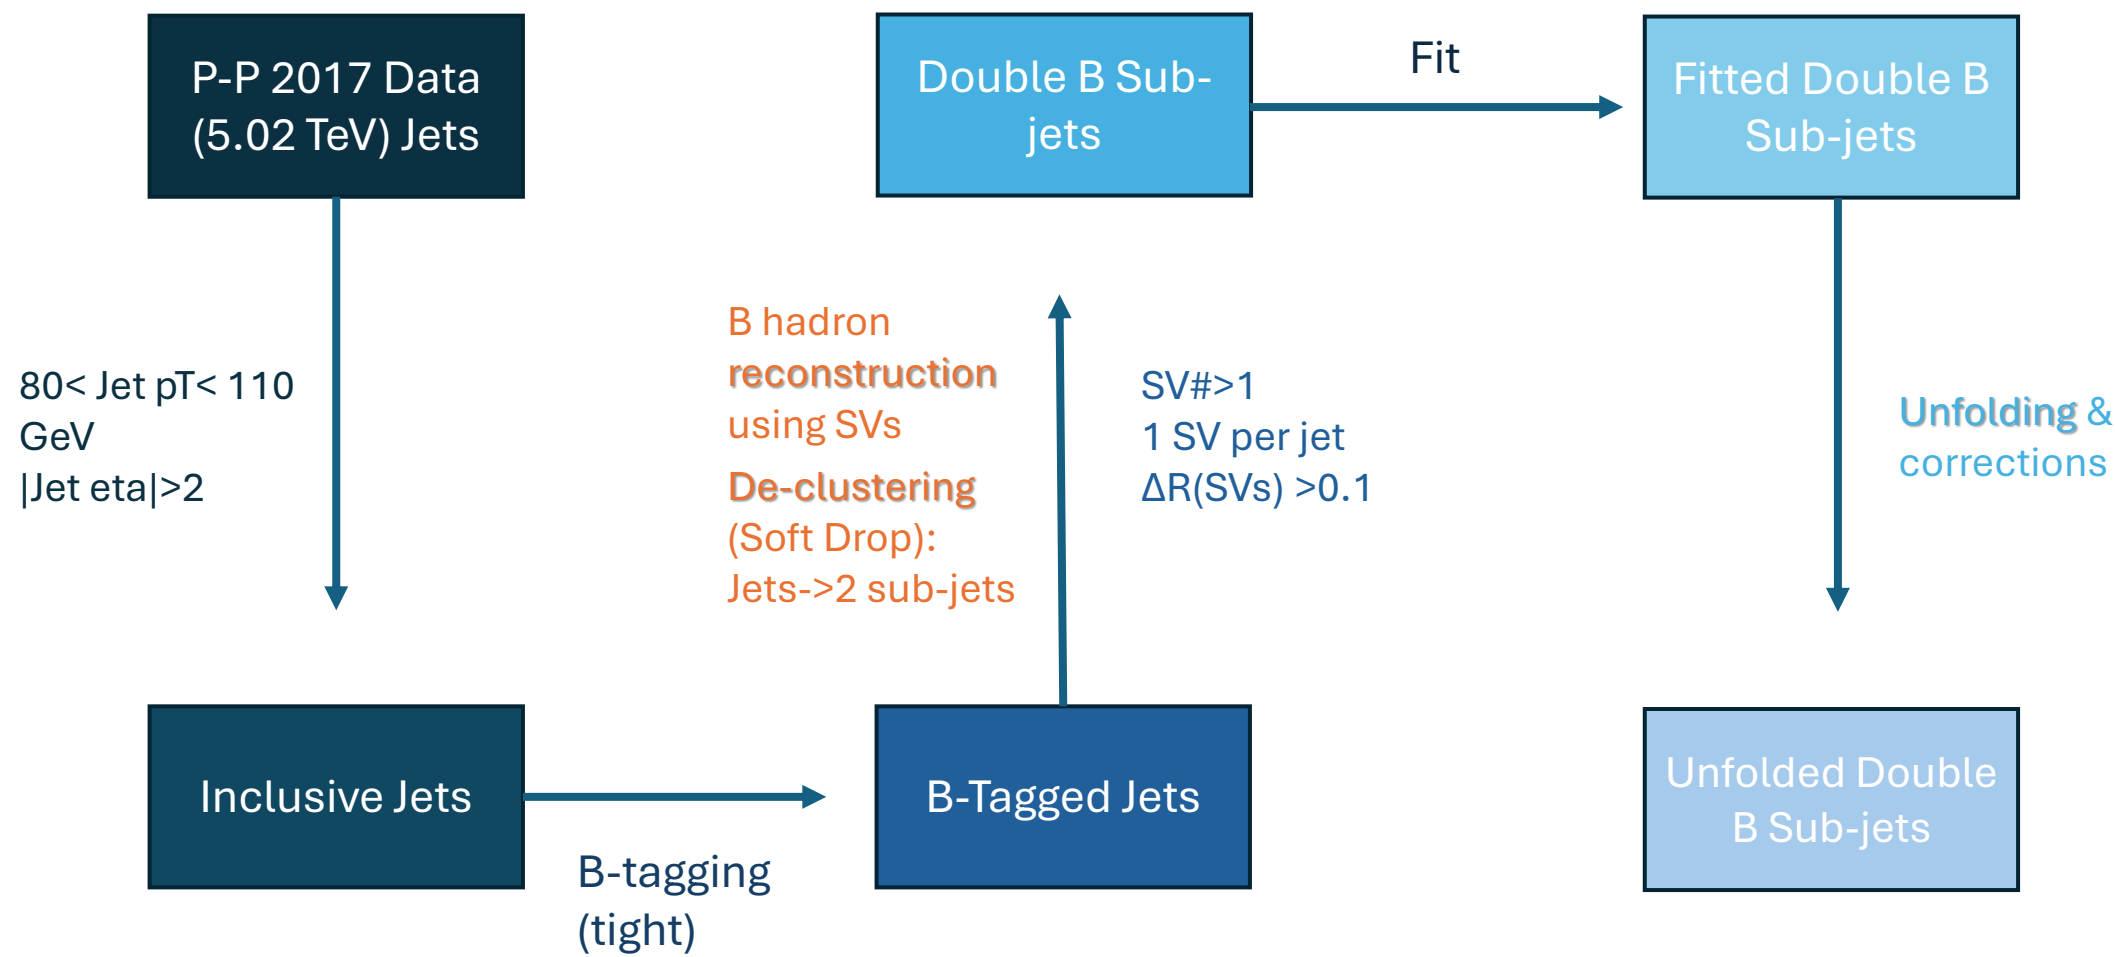 P-P 2017 Data
(5.02 TeV) Jets
80< Jet pT< 110
GeV
|Jet eta|>2
Inclusive Jets
B-tagging
(tight)
B-Tagged Jets
B hadron
reconstruction
using SVs
De-clustering
(Soft Drop):
Jets->2 sub-jets
SV#>1
1 SV per jet
ΔR(SVs) >0.1
Double B Sub-
jets
Fit
Fitted Double B
Sub-jets
Unfolding &
corrections
Unfolded Double
B Sub-jets